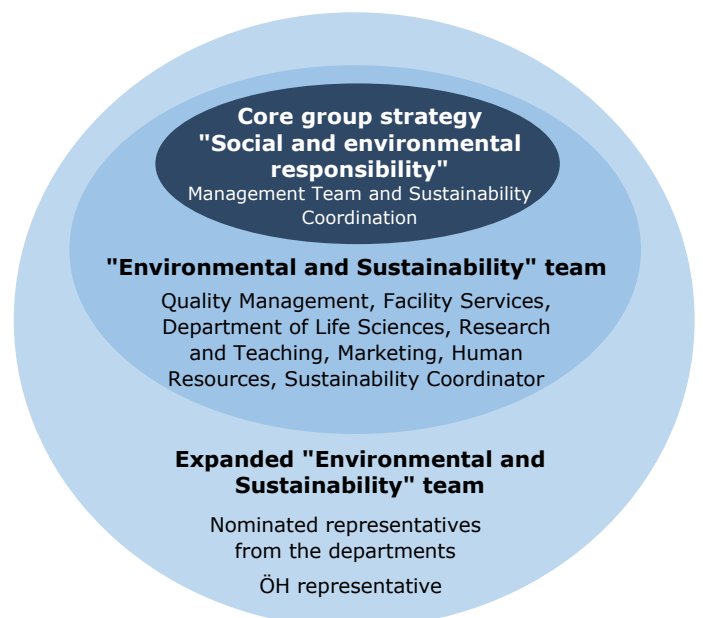 Core group strategy
"Social and environmental
responsibility"
Management Team and Sustainability
Coordination
"Environmental and Sustainability" team
Quality Management, Facility Services,
Department of Life Sciences, Research
and Teaching, Marketing, Human
Resources, Sustainability Coordinator
Expanded "Environmental and
Sustainability" team
Nominated representatives
from the departments
ÖH representative